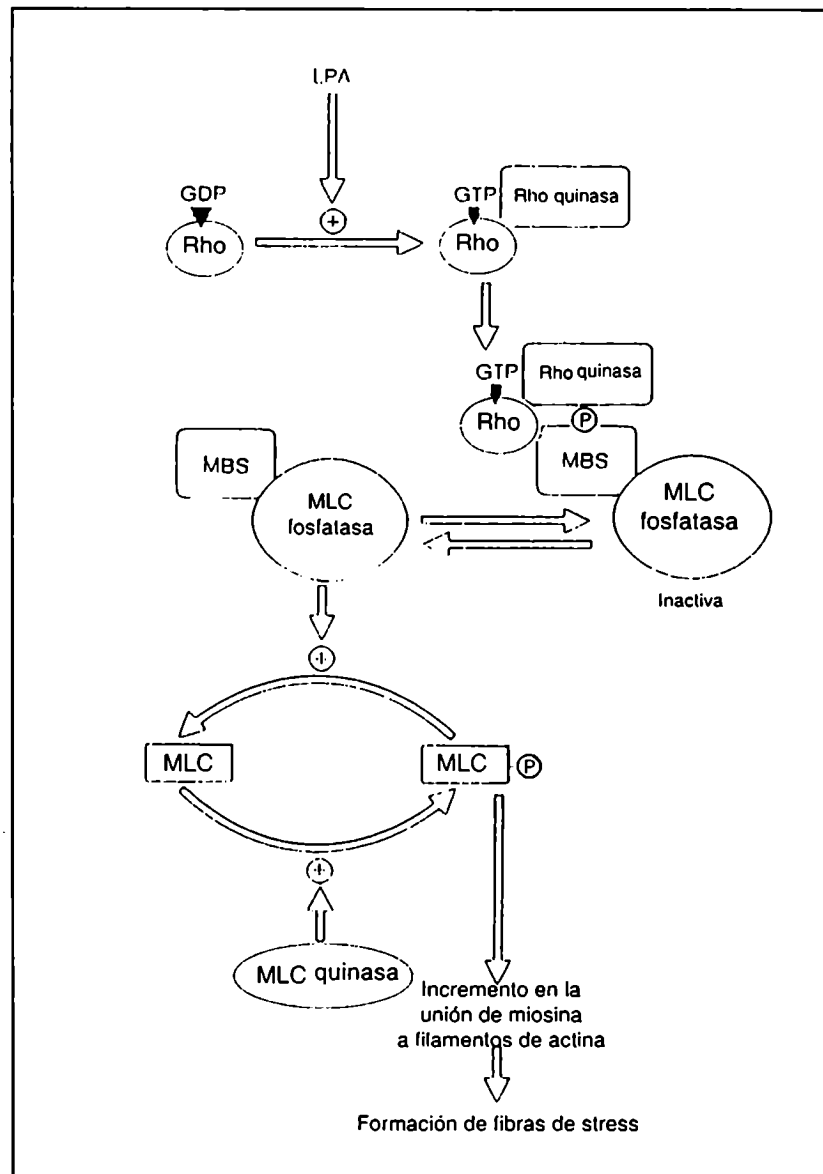 LPA
GDP
Rho
+
GTP
Rho
Rho quinasa
GTP
Rho
Rho quinasa
P
MBS
MLC
fosfatasa
Inactiva
MBS
MLC
fosfatasa
+
MLC
MLC
P
+
MLC quinasa
Incremento en la
unión de miosina
a filamentos de actina
Formación de fibras de stress